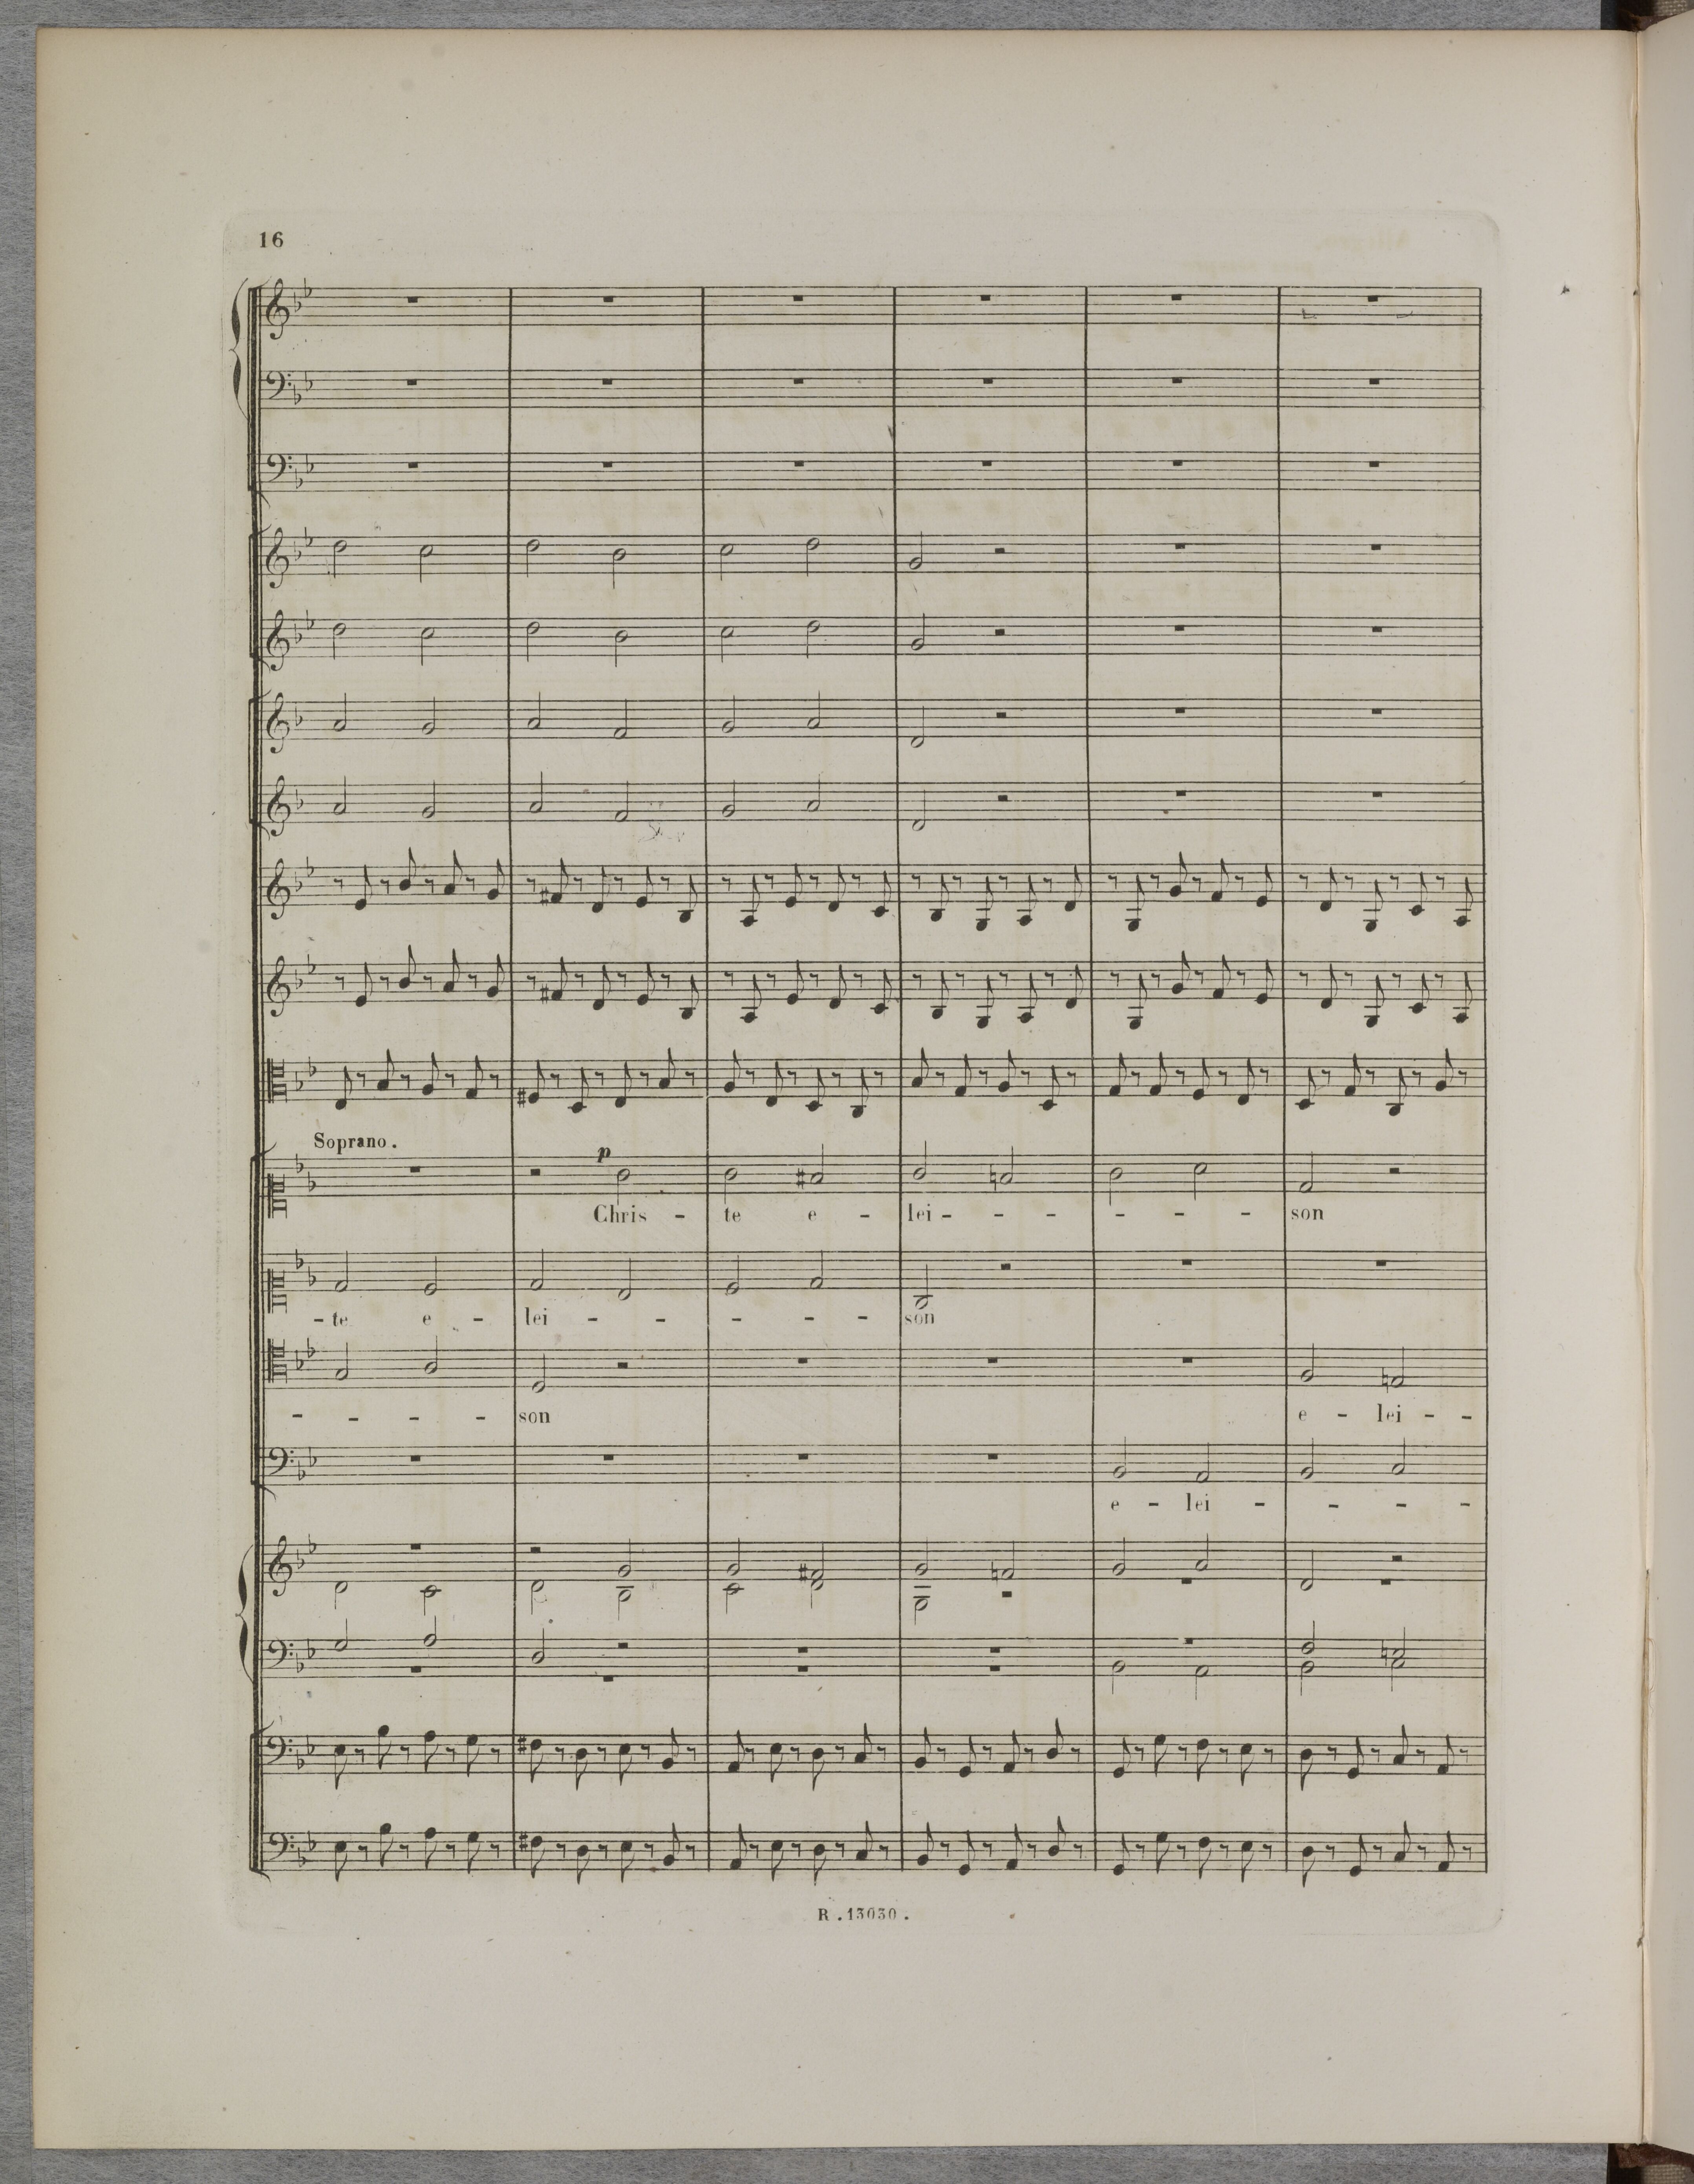 16
Soprano.
p
Chris - te e - lei - - - - - - son
- te e - lei - - - - - son
- - - - son e - lei - -
e - lei - - - -
R.13030.